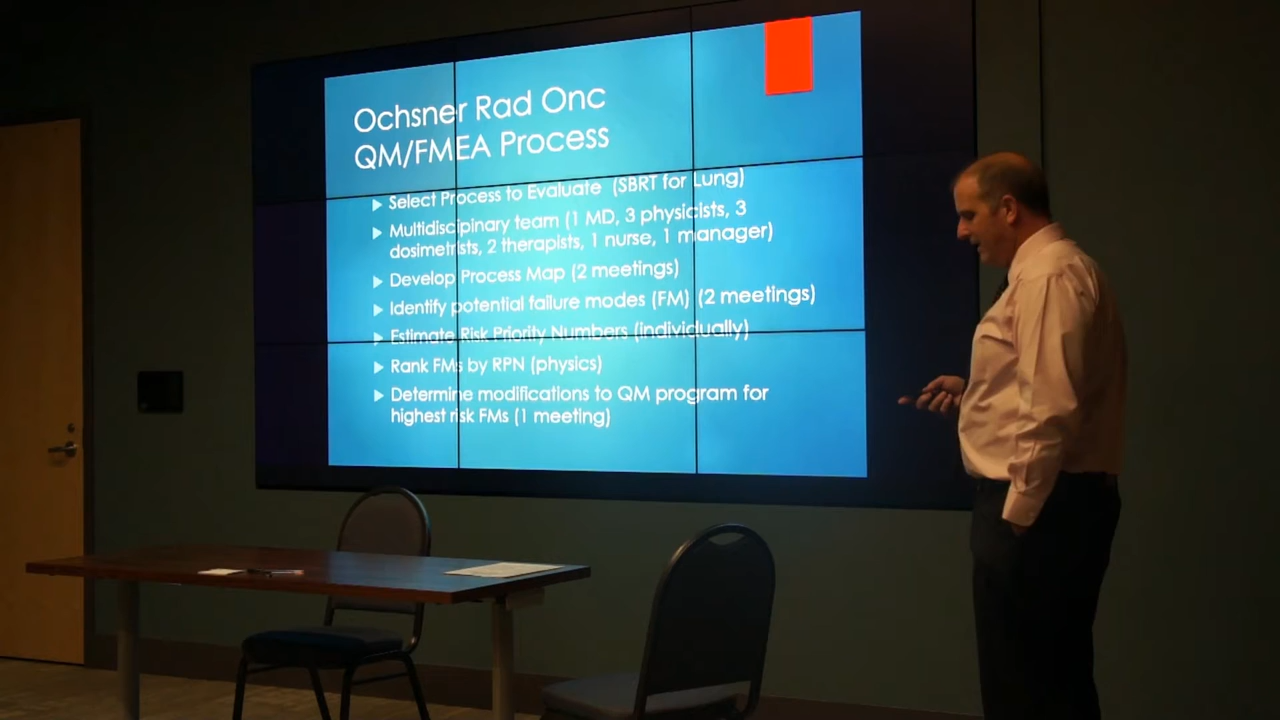 Ochsner Rad Onc
QM/FMEA Process
Select Process to Evaluate (SBRT for Lung)
Multidiscipinary team (1 MD, 3 physicists, 3
dosimetrists, 2 therapists, 1 nurse, 1 manager)
Develop Process Map (2 meetings)
Identify potential failure modes (FM) (2 meetings)
Estimate Risk Priority Numbers (individually)
Rank FMs by RPN (physics)
Determine modifications to QM program for
highest risk FMs (1 meeting)